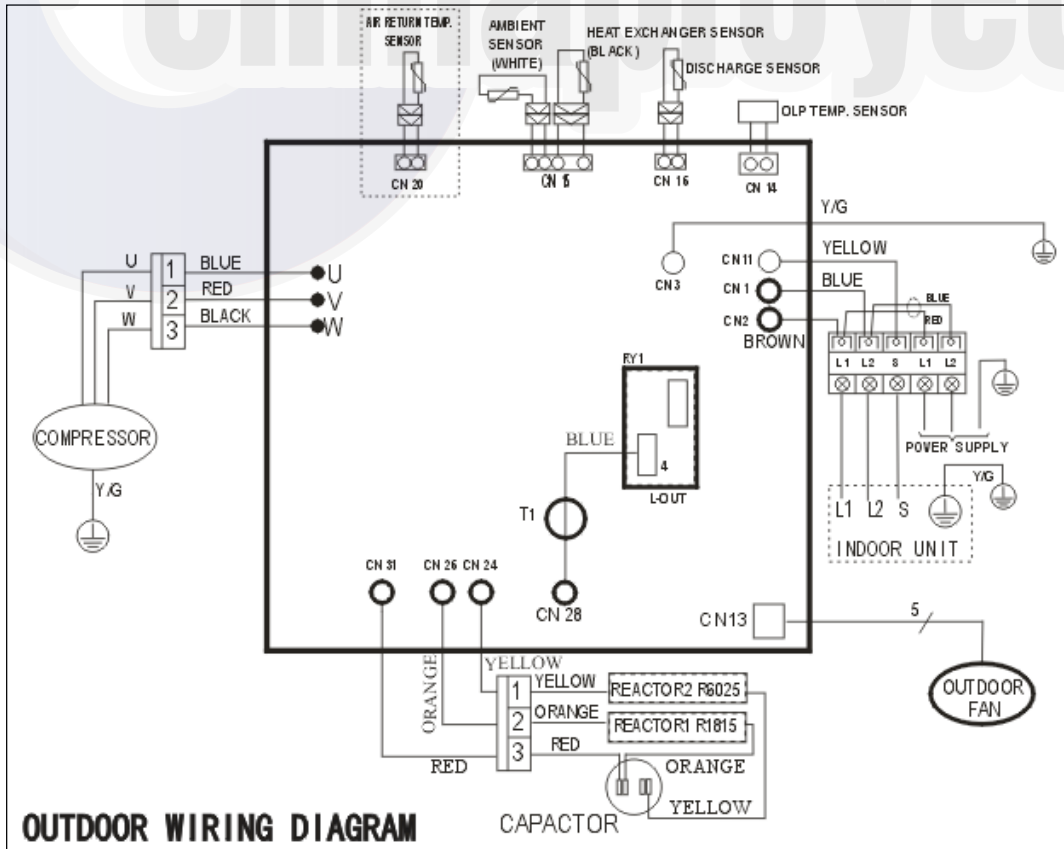 AIR RETURN TEMP.
SENSOR
AMBIENT
SENSOR
(WHITE)
HEAT EXCHANGER SENSOR
(BLACK)
DISCHARGE SENSOR
OLP TEMP. SENSOR
CN 20
CN 15
CN 16
CN 14
Y/G
YELLOW
CN11
CN3
BLUE
CN1
BLUE
CN2
RED
BROWN
L1 L2 S L1 L2
POWER SUPPLY
Y/G
L1 L2 S
INDOOR UNIT
U 1 BLUE U
V 2 RED V
W 3 BLACK W
COMPRESSOR
Y/G
RY1
BLUE
4
L-OUT
T1
CN 31
CN 26
CN 24
CN 28
CN13
5
OUTDOOR
FAN
ORANGE
YELLOW
1 YELLOW REACTOR2 R6025
2 ORANGE REACTOR1 R1815
3 RED
RED
ORANGE
YELLOW
CAPACTOR
OUTDOOR WIRING DIAGRAM